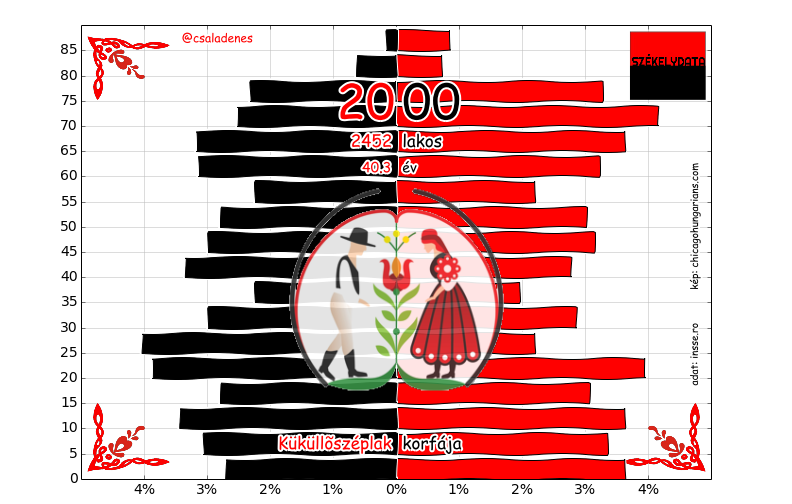 @csaladenes
SZÉKELYDATA
2000
2452 lakos
40.3 év
kép: chicagohungarians.com
adat: insse.ro
Küküllőszéplak korfája
85
80
75
70
65
60
55
50
45
40
35
30
25
20
15
10
5
0
4% 3% 2% 1% 0% 1% 2% 3% 4%